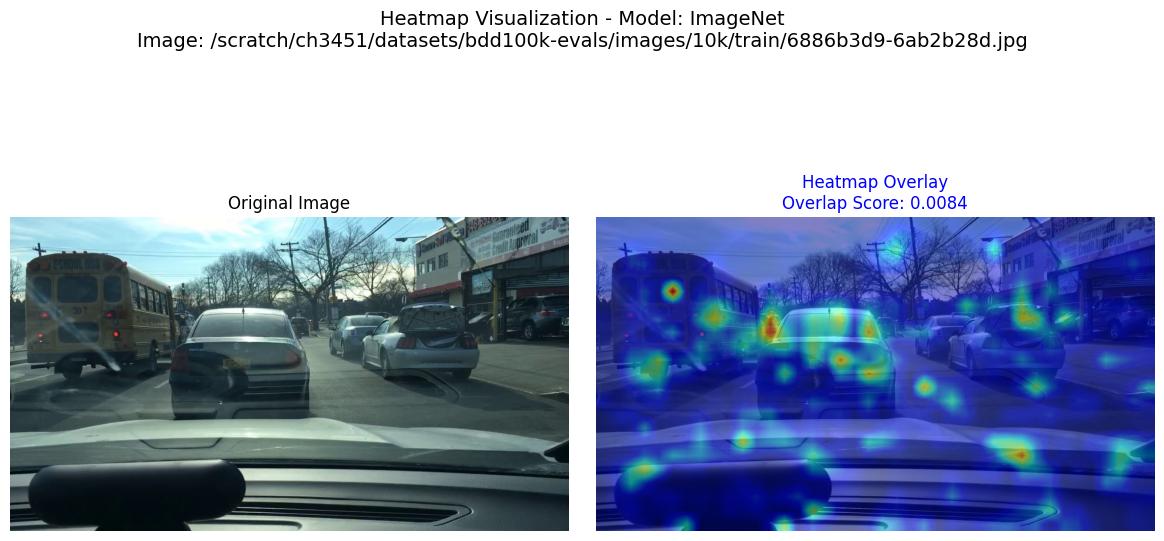 Heatmap Visualization - Model: ImageNet
Image: /scratch/ch3451/datasets/bdd100k-evals/images/10k/train/6886b3d9-6ab2b28d.jpg
Original Image
Heatmap Overlay
Overlap Score: 0.0084